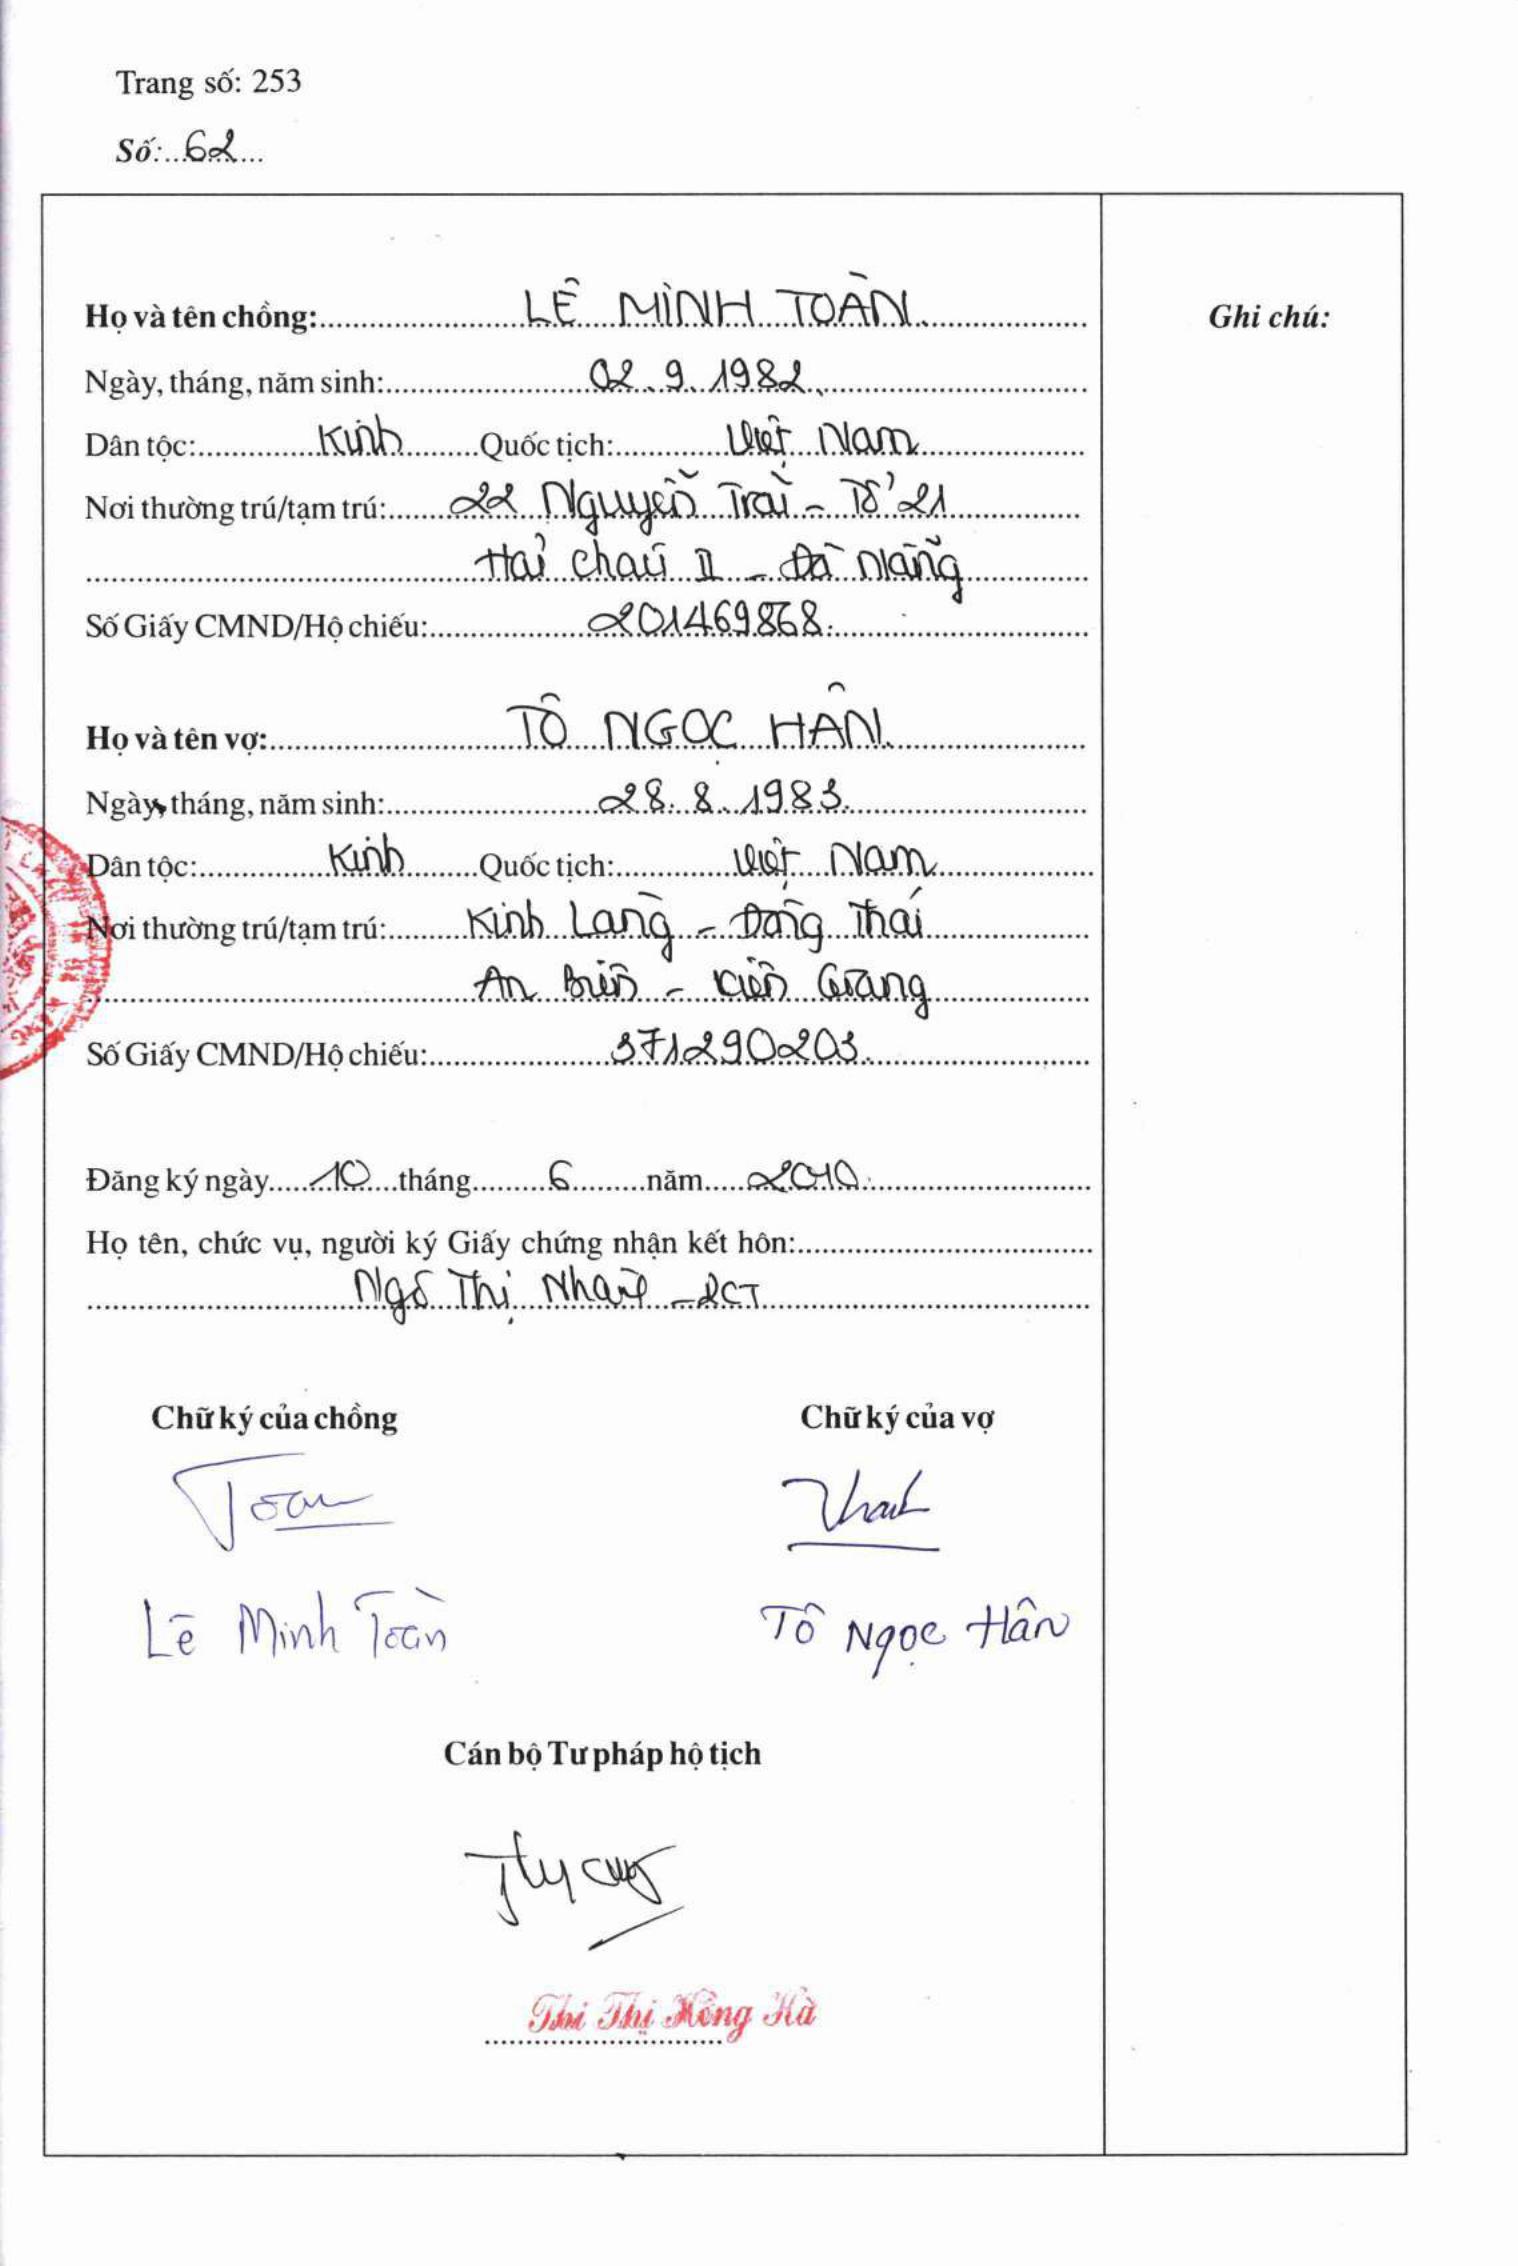 Trang số: 253
Số: 62
Họ và tên chồng: LÊ MINH TOÀN
Ghi chú:
Ngày, tháng, năm sinh: 02.9.1982
Dân tộc: Kinh Quốc tịch: Việt Nam
Nơi thường trú/tạm trú: 22 Nguyễn Trãi - Tổ 21
Hải Châu II - Đà Nẵng
Số Giấy CMND/Hộ chiếu: 201469868
Họ và tên vợ: TÔ NGỌC HÂN
Ngày, tháng, năm sinh: 28.8.1983
Dân tộc: Kinh Quốc tịch: Việt Nam
Nơi thường trú/tạm trú: Kinh Làng - Đông Thái
An Biên - Kiên Giang
Số Giấy CMND/Hộ chiếu: 371290203
Đăng ký ngày 10 tháng 6 năm 2010
Họ tên, chức vụ, người ký Giấy chứng nhận kết hôn:
Ngô Thị Nhạn - PCT
Chữ ký của chồng
Chữ ký của vợ
Toan
Lê Minh Toàn
Tô Ngọc Hân
Cán bộ Tư pháp hộ tịch
Thi Thị Hồng Hà